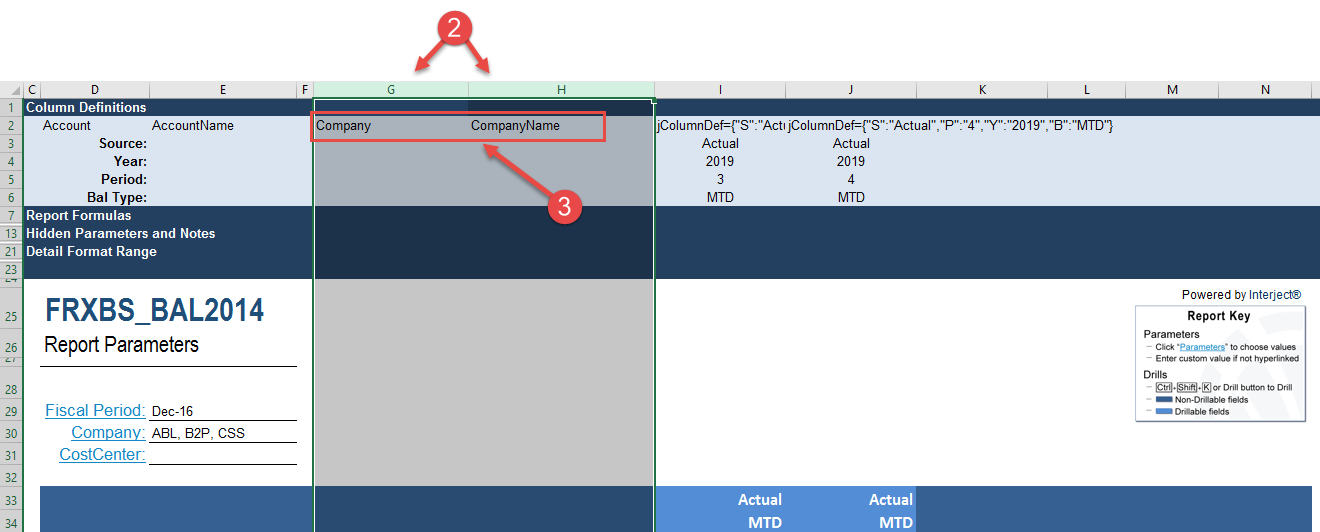 2
C D E F G H I J K L M N
1 Column Definitions
2 Account AccountName Company CompanyName jColumnDef={"S":"Actu jColumnDef={"S":"Actual","P":"4","Y":"2019","B":"MTD"}
3 Source: Actual Actual
4 Year: 2019 2019
5 Period: 3 4
6 Bal Type: MTD MTD
3
7 Report Formulas
13 Hidden Parameters and Notes
21 Detail Format Range
23
24
Powered by Interject®
25 FRXBS_BAL2014
Report Key
26 Report Parameters
Parameters
27
– Click "Parameters" to choose values
– Enter custom value if not hyperlinked
Drills
28
– Ctrl+Shift+K or Drill button to Drill
– Non-Drillable fields
– Drillable fields
29 Fiscal Period: Dec-16
30 Company: ABL, B2P, CSS
31 CostCenter:
32
33 Actual Actual
34 MTD MTD